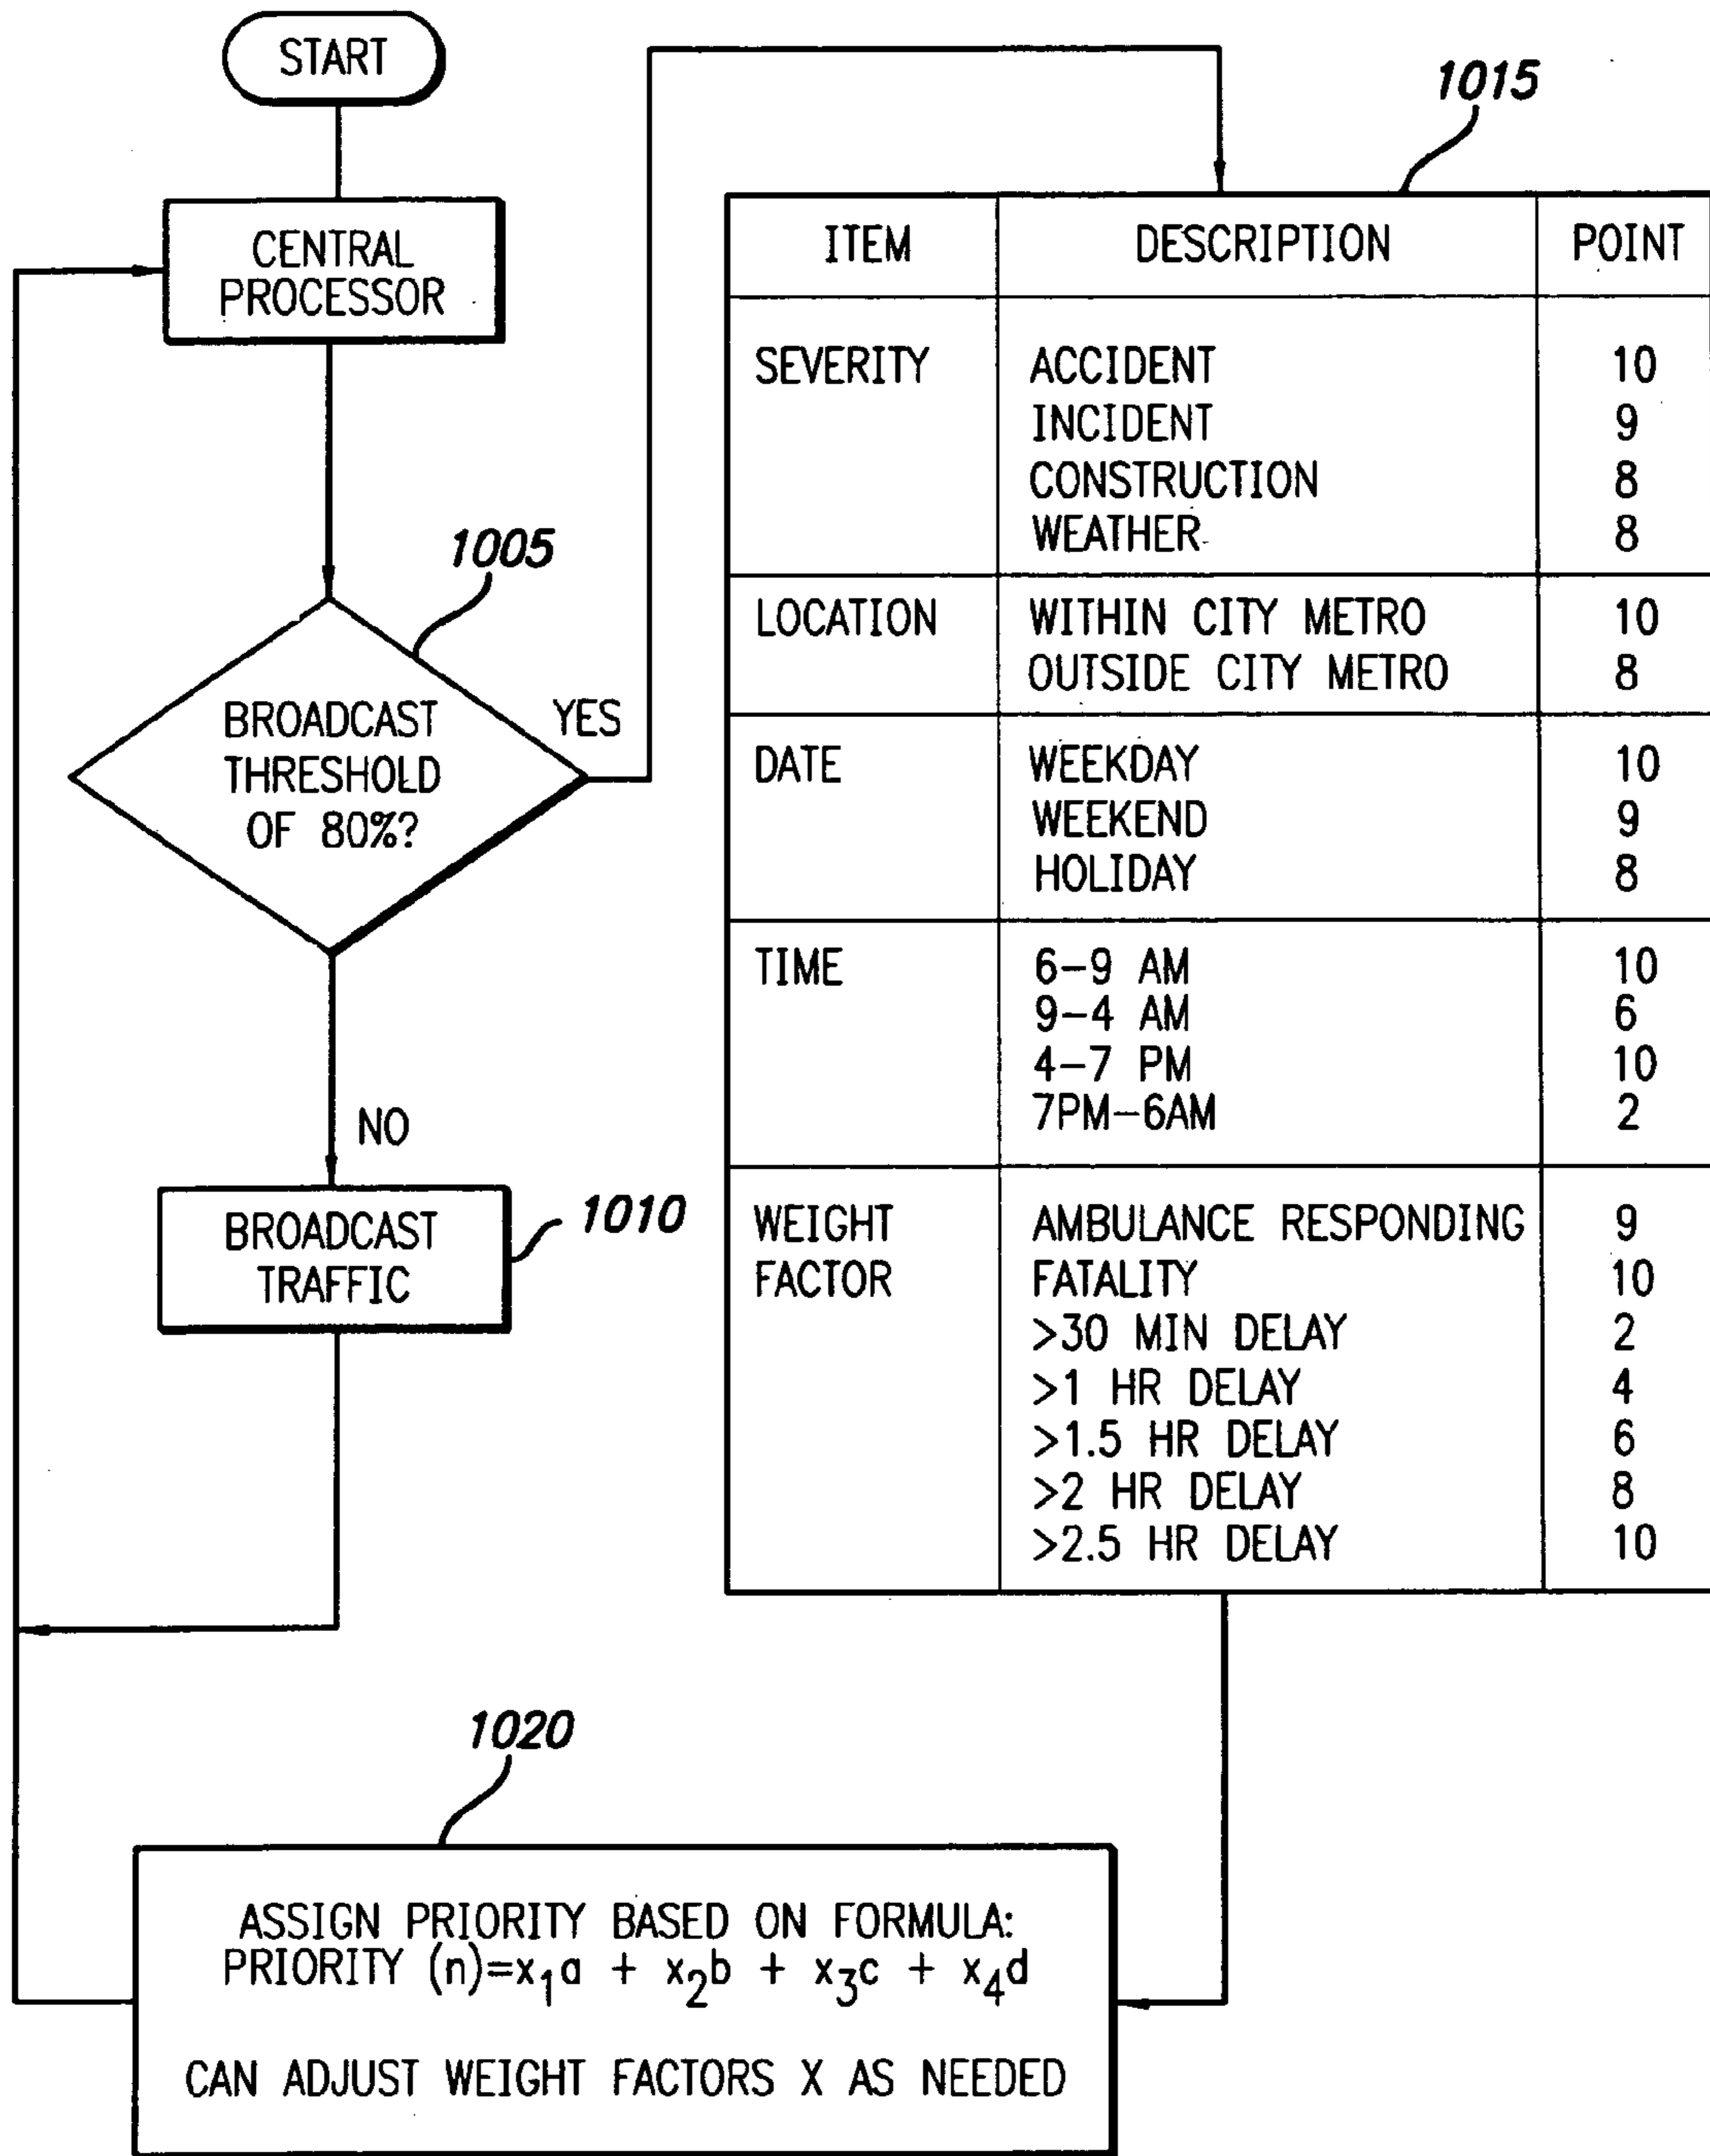 START
CENTRAL
PROCESSOR
1005
BROADCAST
THRESHOLD
OF 80%?
YES
NO
BROADCAST
TRAFFIC
1010
1015
ITEM DESCRIPTION POINT
SEVERITY ACCIDENT 10
INCIDENT 9
CONSTRUCTION 8
WEATHER 8
LOCATION WITHIN CITY METRO 10
OUTSIDE CITY METRO 8
DATE WEEKDAY 10
WEEKEND 9
HOLIDAY 8
TIME 6-9 AM 10
9-4 AM 6
4-7 PM 10
7PM-6AM 2
WEIGHT AMBULANCE RESPONDING 9
FACTOR FATALITY 10
>30 MIN DELAY 2
>1 HR DELAY 4
>1.5 HR DELAY 6
>2 HR DELAY 8
>2.5 HR DELAY 10
1020
ASSIGN PRIORITY BASED ON FORMULA:
PRIORITY (n)=x₁a + x₂b + x₃c + x₄d
CAN ADJUST WEIGHT FACTORS X AS NEEDED